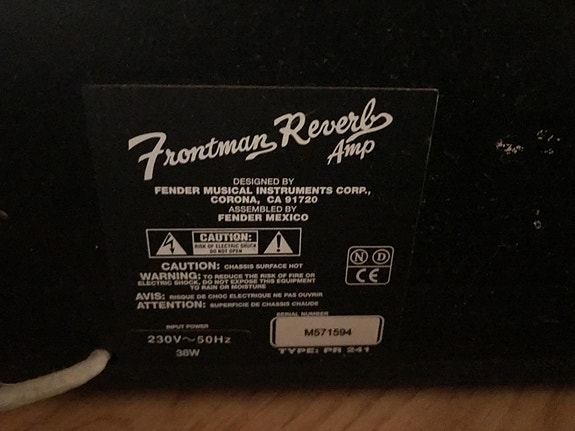 Frontman Reverb
Amp
DESIGNED BY
FENDER MUSICAL INSTRUMENTS CORP.,
CORONA, CA 91720
ASSEMBLED BY
FENDER MEXICO
CAUTION:
RISK OF ELECTRIC SHOCK
DO NOT OPEN
N D
CE
CAUTION: CHASSIS SURFACE HOT
WARNING: TO REDUCE THE RISK OF FIRE OR
ELECTRIC SHOCK, DO NOT EXPOSE THIS EQUIPMENT
TO RAIN OR MOISTURE
AVIS: RISQUE DE CHOC ELECTRIQUE NE PAS OUVRIR
ATTENTION: SUPERFICIE DE CHASSIS CHAUDE
INPUT POWER
230V～50Hz
38W
SERIAL NUMBER
M571594
TYPE: PR 241